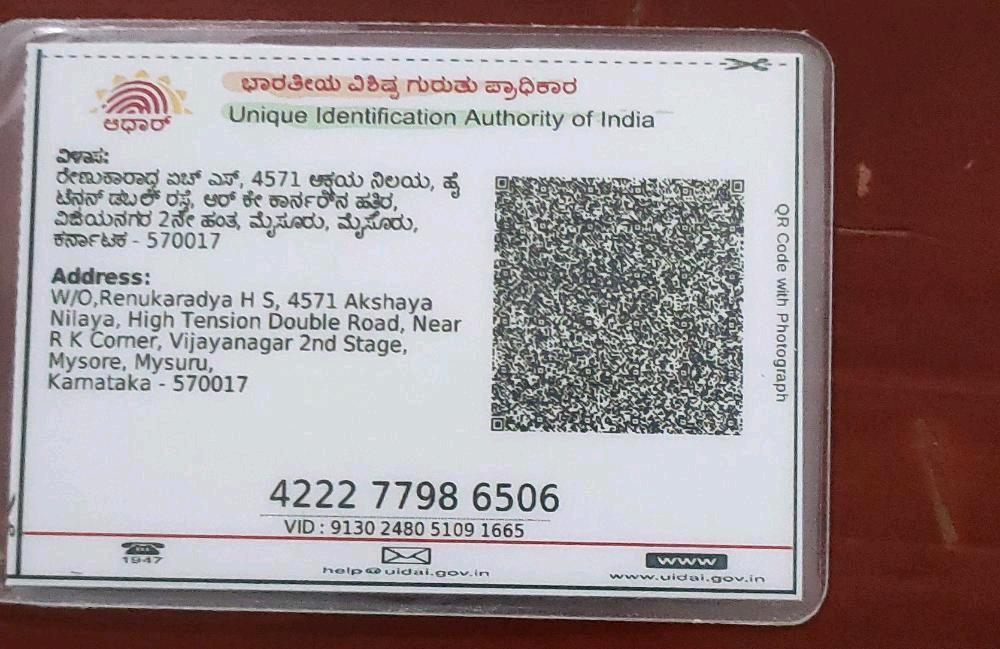 ಭಾರತೀಯ ವಿಶಿಷ್ಟ ಗುರುತು ಪ್ರಾಧಿಕಾರ
Unique Identification Authority of India
ಆಧಾರ್
ವಿಳಾಸ:
ರೇಣುಕಾರಾಧ್ಯ ಎಚ್ ಎಸ್, 4571 ಅಕ್ಷಯ ನಿಲಯ, ಹೈ
ಟೆನನ್ ಡಬಲ್ ರಸ್ತೆ, ಆರ್ ಕೇ ಕಾರ್ನರ್‌ನ ಹತಿರ,
ವಿಜಯನಗರ 2ನೇ ಹಂತ, ಮೈಸೂರು, ಮೈಸೂರು,
ಕರ್ನಾಟಕ - 570017
Address:
W/O,Renukaradya H S, 4571 Akshaya
Nilaya, High Tension Double Road, Near
R K Corner, Vijayanagar 2nd Stage,
Mysore, Mysuru,
Karnataka - 570017
QR Code with Photograph
4222 7798 6506
VID : 9130 2480 5109 1665
1947
help@uidai.gov.in
www
www.uidai.gov.in